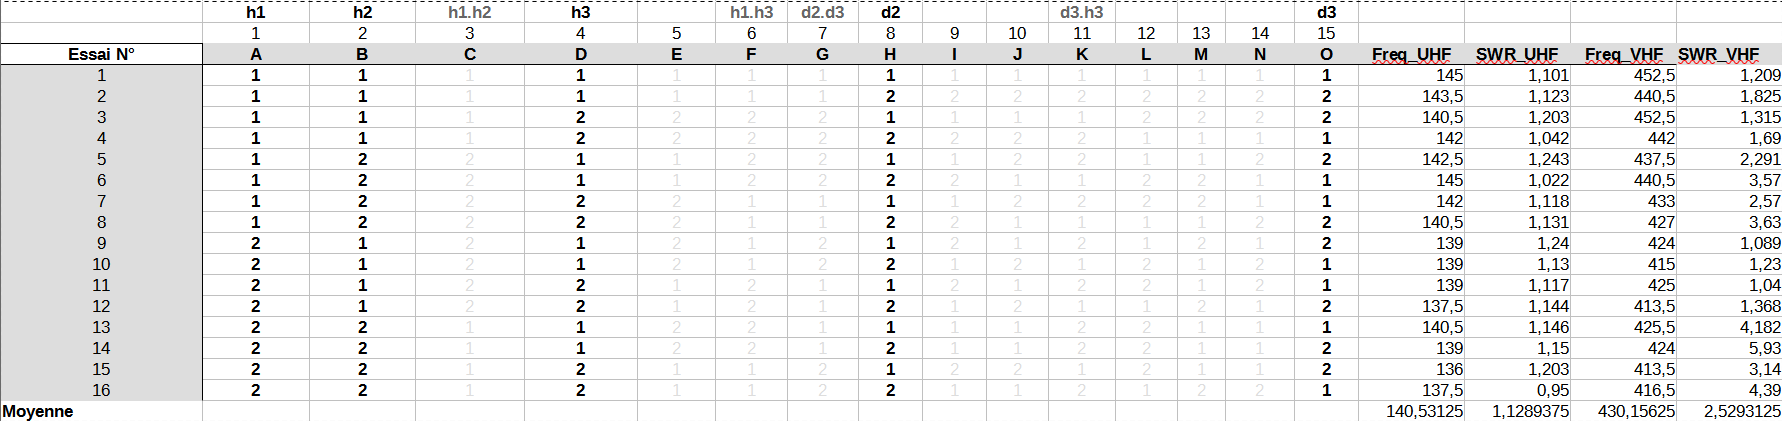 h1 h2 h1.h2 h3 h1.h3 d2.d3 d2 d3.h3 d3
1 2 3 4 5 6 7 8 9 10 11 12 13 14 15
Essai N° A B C D E F G H I J K L M N O Freq_UHF SWR_UHF Freq_VHF SWR_VHF
1 1 1 1 1 1 1 1 1 1 1 1 1 1 1 1 145 1,101 452,5 1,209
2 1 1 1 1 1 1 1 2 2 2 2 2 2 2 2 143,5 1,123 440,5 1,825
3 1 1 1 2 2 2 2 1 1 1 1 2 2 2 2 140,5 1,203 452,5 1,315
4 1 1 1 2 2 2 2 2 2 2 2 1 1 1 1 142 1,042 442 1,69
5 1 2 2 1 1 2 2 1 1 2 2 1 1 2 2 142,5 1,243 437,5 2,291
6 1 2 2 1 1 2 2 2 2 1 1 2 2 1 1 145 1,022 440,5 3,57
7 1 2 2 2 2 1 1 1 1 2 2 2 2 1 1 142 1,118 433 2,57
8 1 2 2 2 2 1 1 2 2 1 1 1 1 2 2 140,5 1,131 427 3,63
9 2 1 2 1 2 1 2 1 2 1 2 1 2 1 2 139 1,24 424 1,089
10 2 1 2 1 2 1 2 2 1 2 1 2 1 2 1 139 1,13 415 1,23
11 2 1 2 2 1 2 1 1 2 1 2 2 1 2 1 139 1,117 425 1,04
12 2 1 2 2 1 2 1 2 1 2 1 1 2 1 2 137,5 1,144 413,5 1,368
13 2 2 1 1 2 2 1 1 2 2 1 1 2 2 1 140,5 1,146 425,5 4,182
14 2 2 1 1 2 2 1 2 1 1 2 2 1 1 2 139 1,15 424 5,93
15 2 2 1 2 1 1 2 1 2 2 1 2 1 1 2 136 1,203 413,5 3,14
16 2 2 1 2 1 1 2 2 1 1 2 1 2 2 1 137,5 0,95 416,5 4,39
Moyenne 140,53125 1,1289375 430,15625 2,5293125